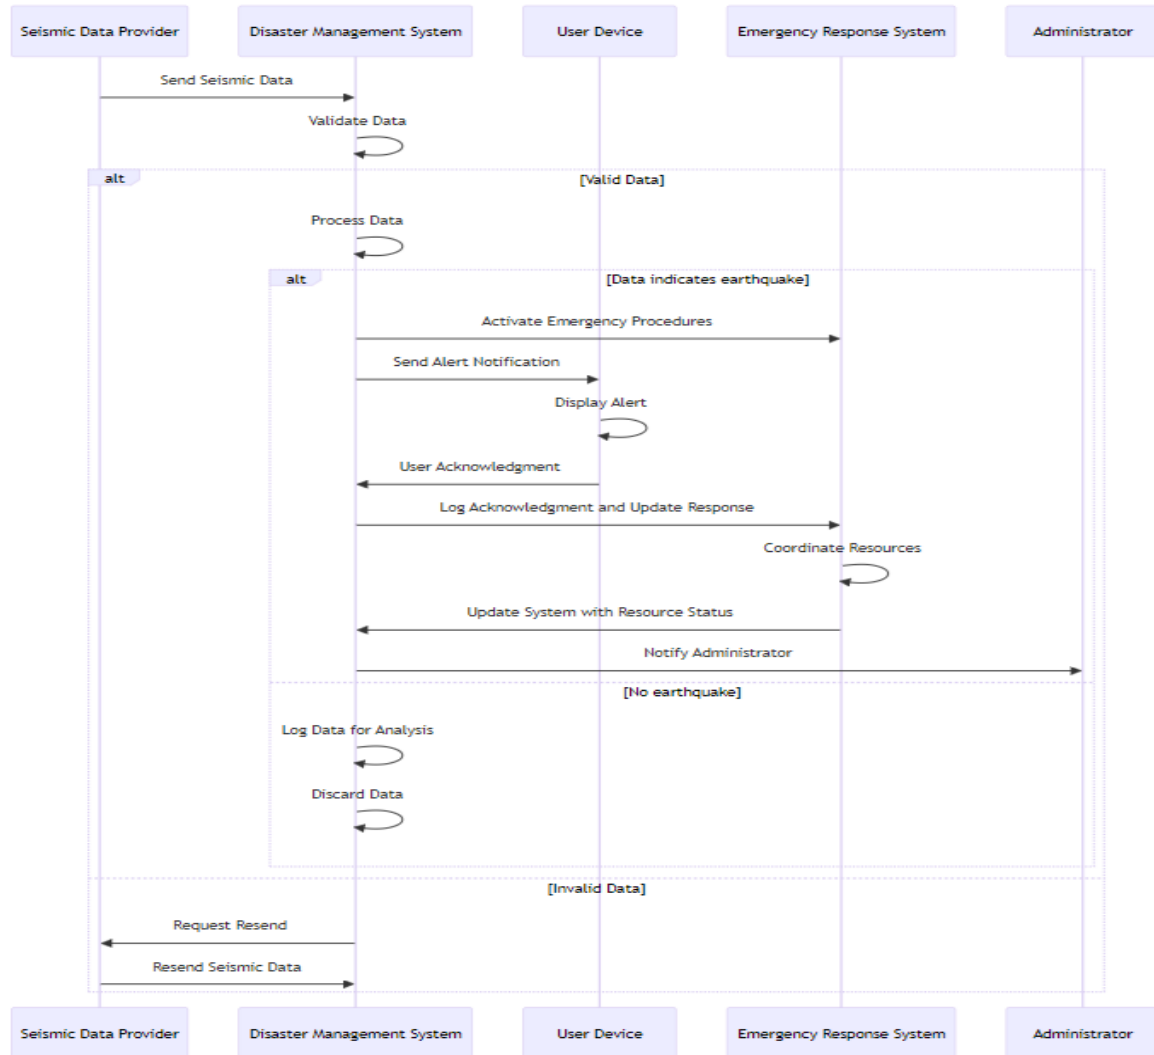 Seismic Data Provider
Disaster Management System
User Device
Emergency Response System
Administrator
Send Seismic Data
Validate Data
alt
[Valid Data]
Process Data
alt
[Data indicates earthquake]
Activate Emergency Procedures
Send Alert Notification
Display Alert
User Acknowledgment
Log Acknowledgment and Update Response
Coordinate Resources
Update System with Resource Status
Notify Administrator
[No earthquake]
Log Data for Analysis
Discard Data
[Invalid Data]
Request Resend
Resend Seismic Data
Seismic Data Provider
Disaster Management System
User Device
Emergency Response System
Administrator